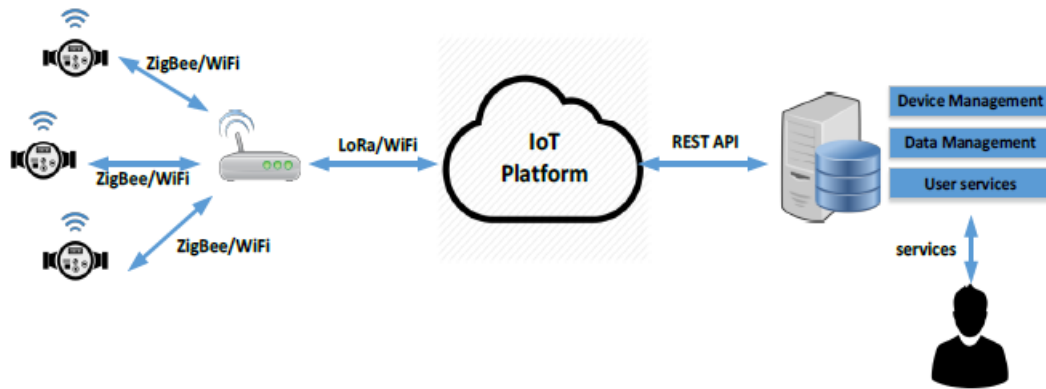 ZigBee/WiFi
ZigBee/WiFi
ZigBee/WiFi
LoRa/WiFi
IoT
Platform
REST API
Device Management
Data Management
User services
services